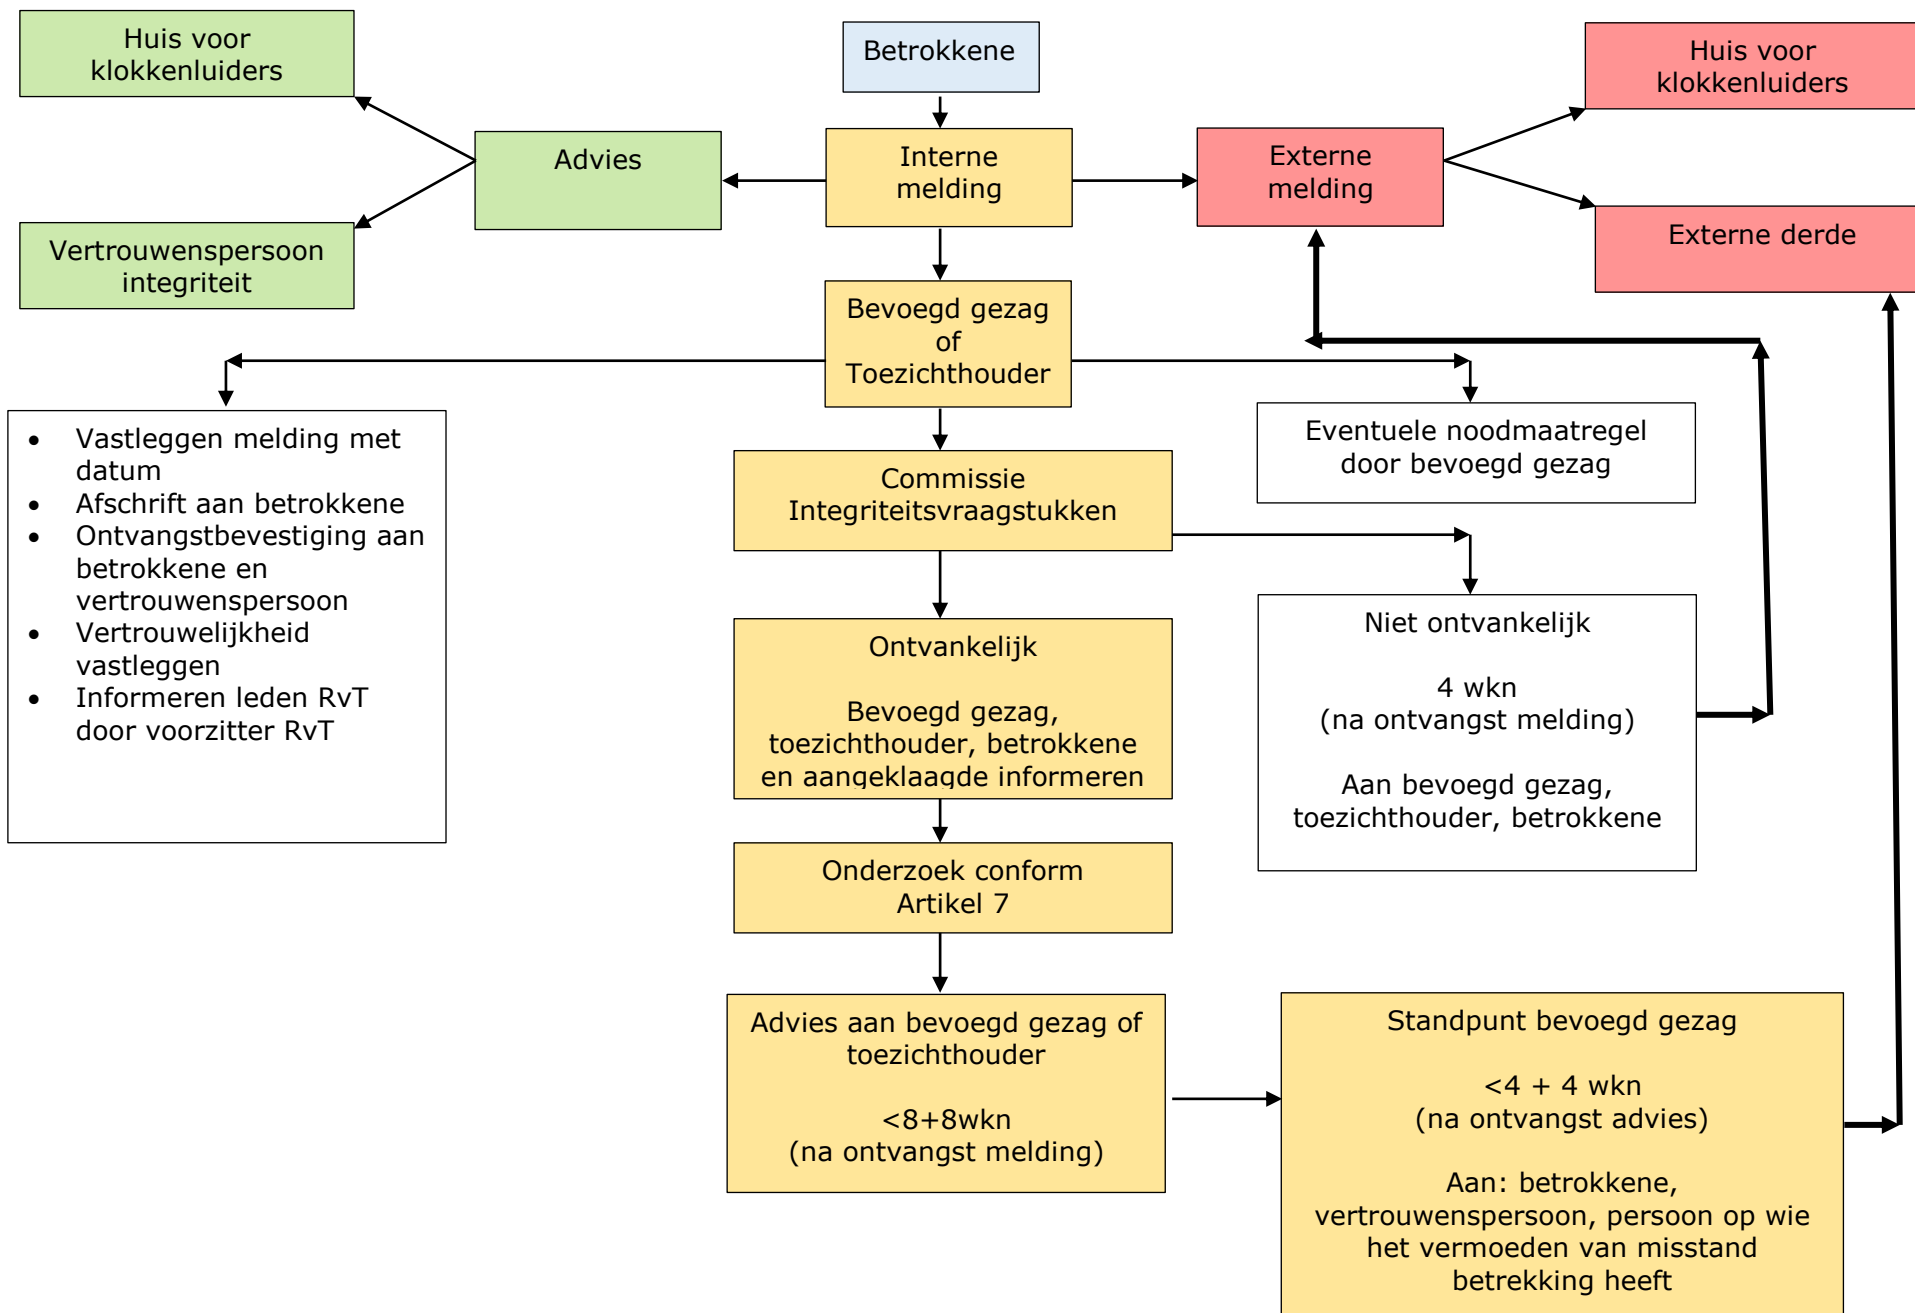 Huis voor
klokkenluiders
Betrokkene
Huis voor
klokkenluiders
Advies
Interne
melding
Externe
melding
Vertrouwenspersoon
integriteit
Externe derde
Bevoegd gezag
of
Toezichthouder
• Vastleggen melding met
datum
• Afschrift aan betrokkene
• Ontvangstbevestiging aan
betrokkene en
vertrouwenspersoon
• Vertrouwelijkheid
vastleggen
• Informeren leden RvT
door voorzitter RvT
Eventuele noodmaatregel
door bevoegd gezag
Commissie
Integriteitsvraagstukken
Ontvankelijk
Bevoegd gezag,
toezichthouder, betrokkene
en aangeklaagde informeren
Niet ontvankelijk
4 wkn
(na ontvangst melding)
Aan bevoegd gezag,
toezichthouder, betrokkene
Onderzoek conform
Artikel 7
Advies aan bevoegd gezag of
toezichthouder
<8+8wkn
(na ontvangst melding)
Standpunt bevoegd gezag
<4 + 4 wkn
(na ontvangst advies)
Aan: betrokkene,
vertrouwenspersoon, persoon op wie
het vermoeden van misstand
betrekking heeft